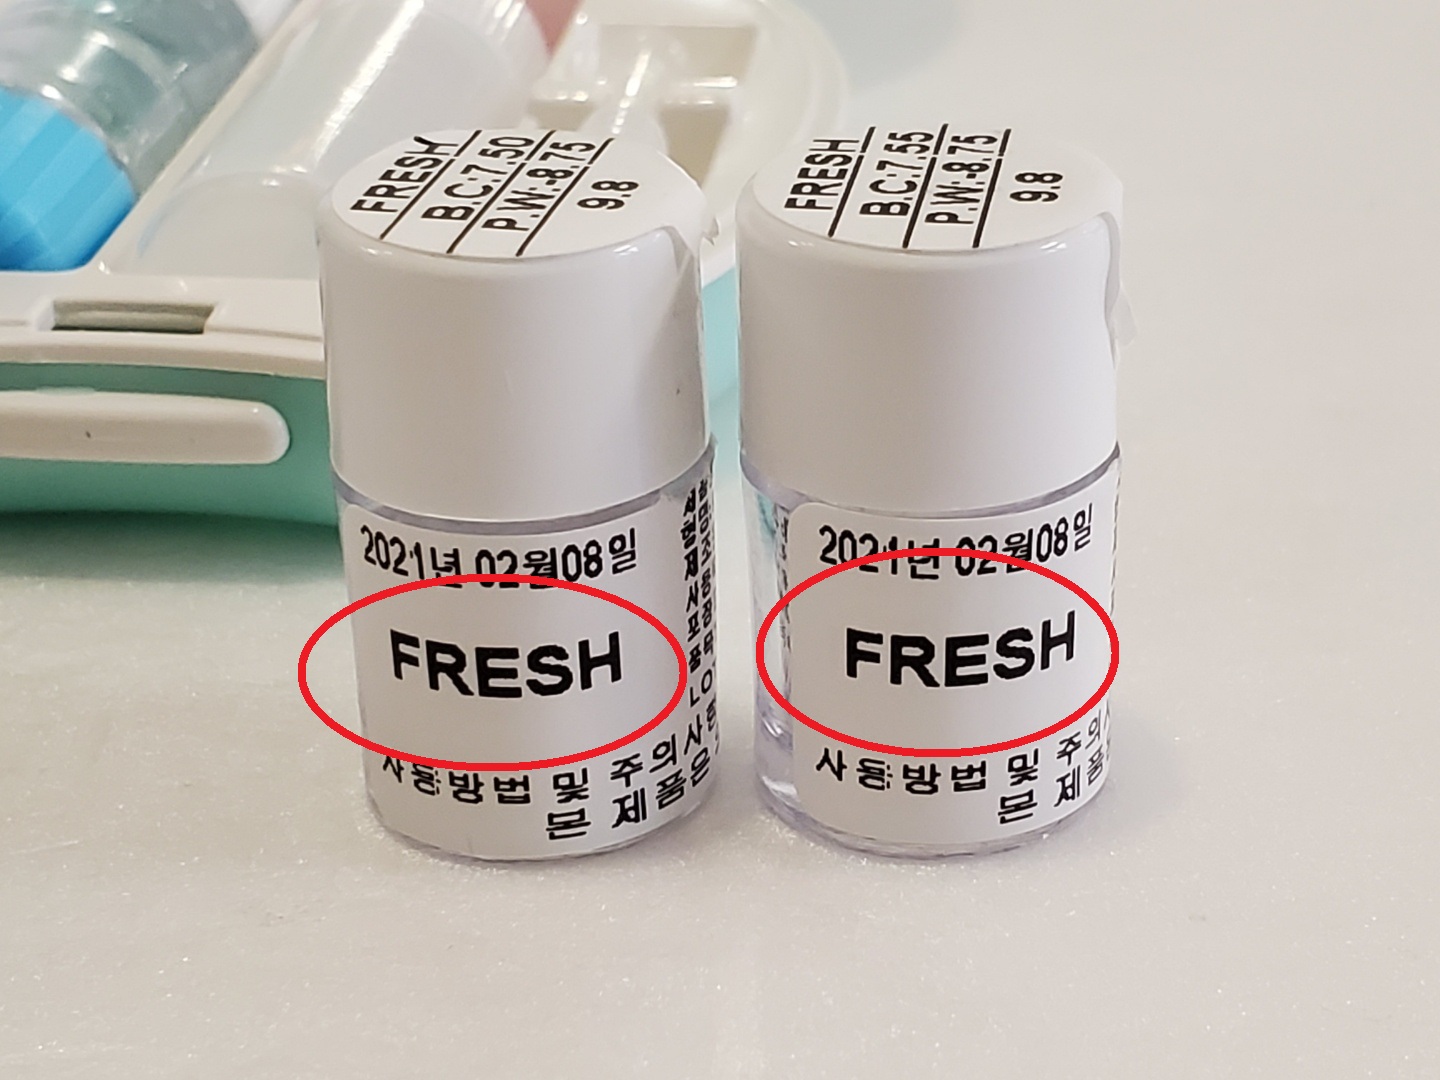 FRESH
B.C:7.50
P.W:-8.75
9.8
2021년 02월08일
FRESH
사용방법 및 주의사
본 제품은
FRESH
B.C:7.55
P.W:-8.75
9.8
2021년 02월08일
FRESH
사용방법 및 주의사
본 제품